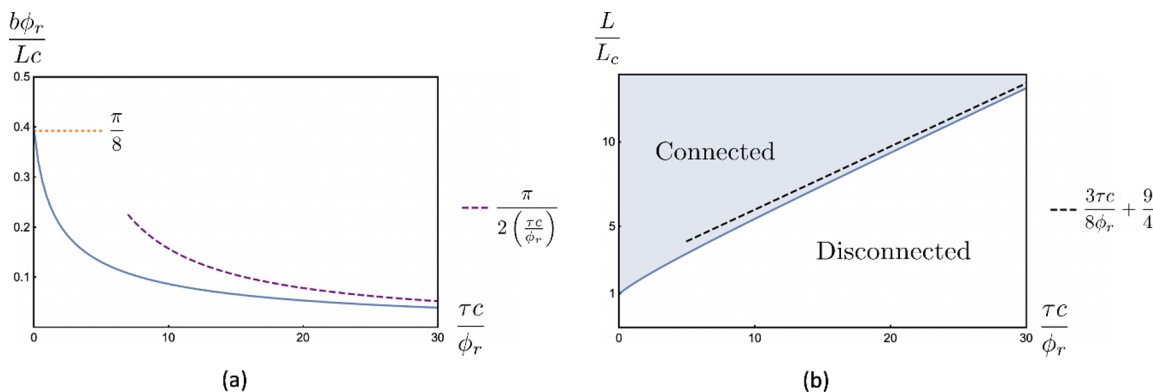 bϕ_r / Lc
0.5
0.4
π/8
0.3
0.2
π / 2(τc/ϕ_r)
0.1
0 10 20 30
τc/ϕ_r
(a)
L / L_c
10
Connected
5
3τc/8ϕ_r + 9/4
Disconnected
1
0 10 20 30
τc/ϕ_r
(b)